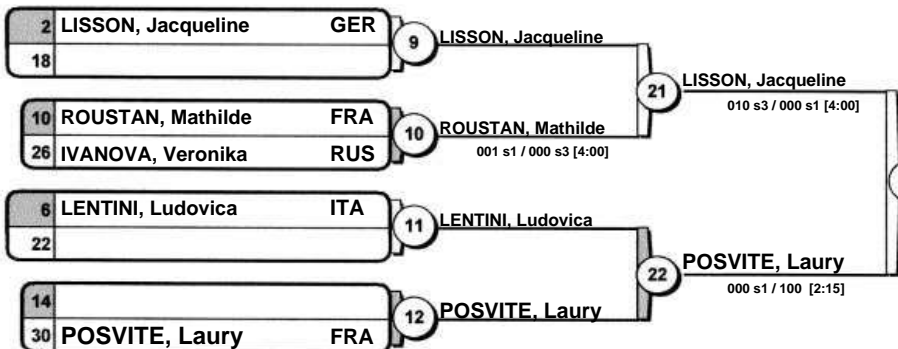 2 LISSON, Jacqueline GER
18
9 LISSON, Jacqueline
10 ROUSTAN, Mathilde FRA
26 IVANOVA, Veronika RUS
10 ROUSTAN, Mathilde
001 s1 / 000 s3 [4:00]
21 LISSON, Jacqueline
010 s3 / 000 s1 [4:00]
6 LENTINI, Ludovica ITA
22
11 LENTINI, Ludovica
14
30 POSVITE, Laury FRA
12 POSVITE, Laury
22 POSVITE, Laury
000 s1 / 100 [2:15]